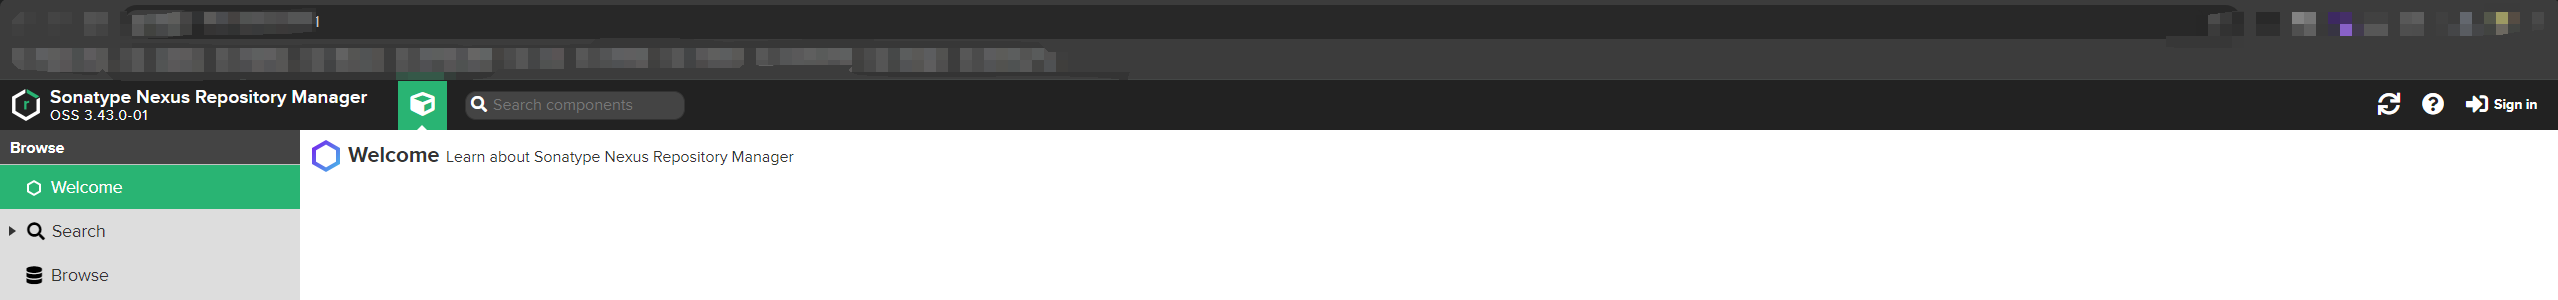 Sonatype Nexus Repository Manager
OSS 3.43.0-01
Search components
Sign in
Browse
Welcome
Search
Browse
Welcome Learn about Sonatype Nexus Repository Manager